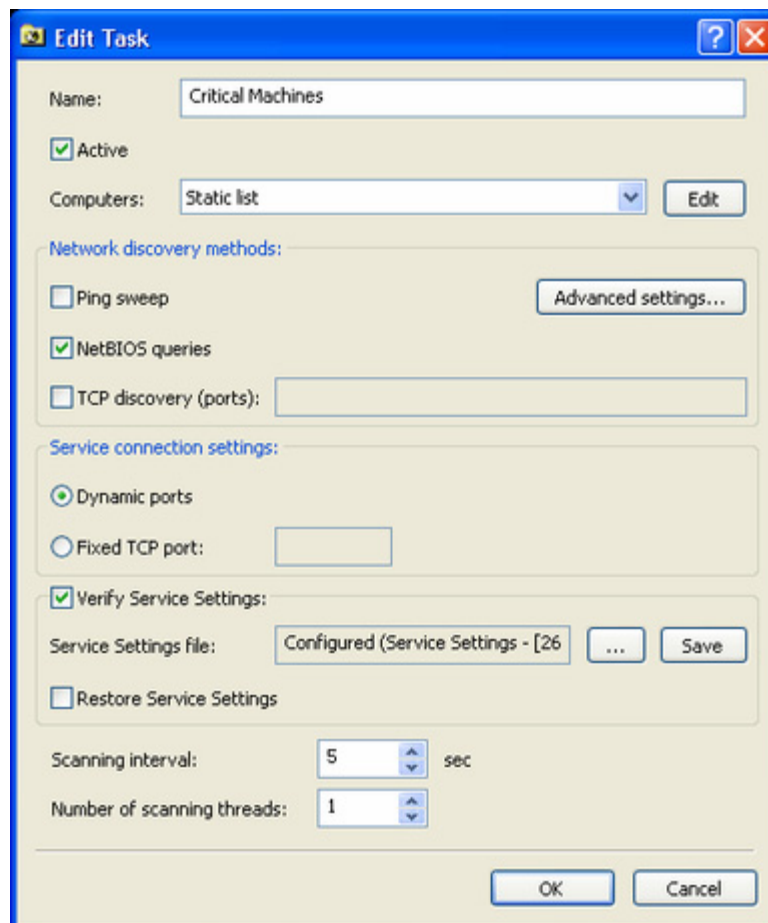 Edit Task
Name: Critical Machines
Active
Computers: Static list Edit
Network discovery methods:
Ping sweep Advanced settings...
NetBIOS queries
TCP discovery (ports):
Service connection settings:
Dynamic ports
Fixed TCP port:
Verify Service Settings:
Service Settings file: Configured (Service Settings - [26 ... Save
Restore Service Settings
Scanning interval: 5 sec
Number of scanning threads: 1
OK Cancel